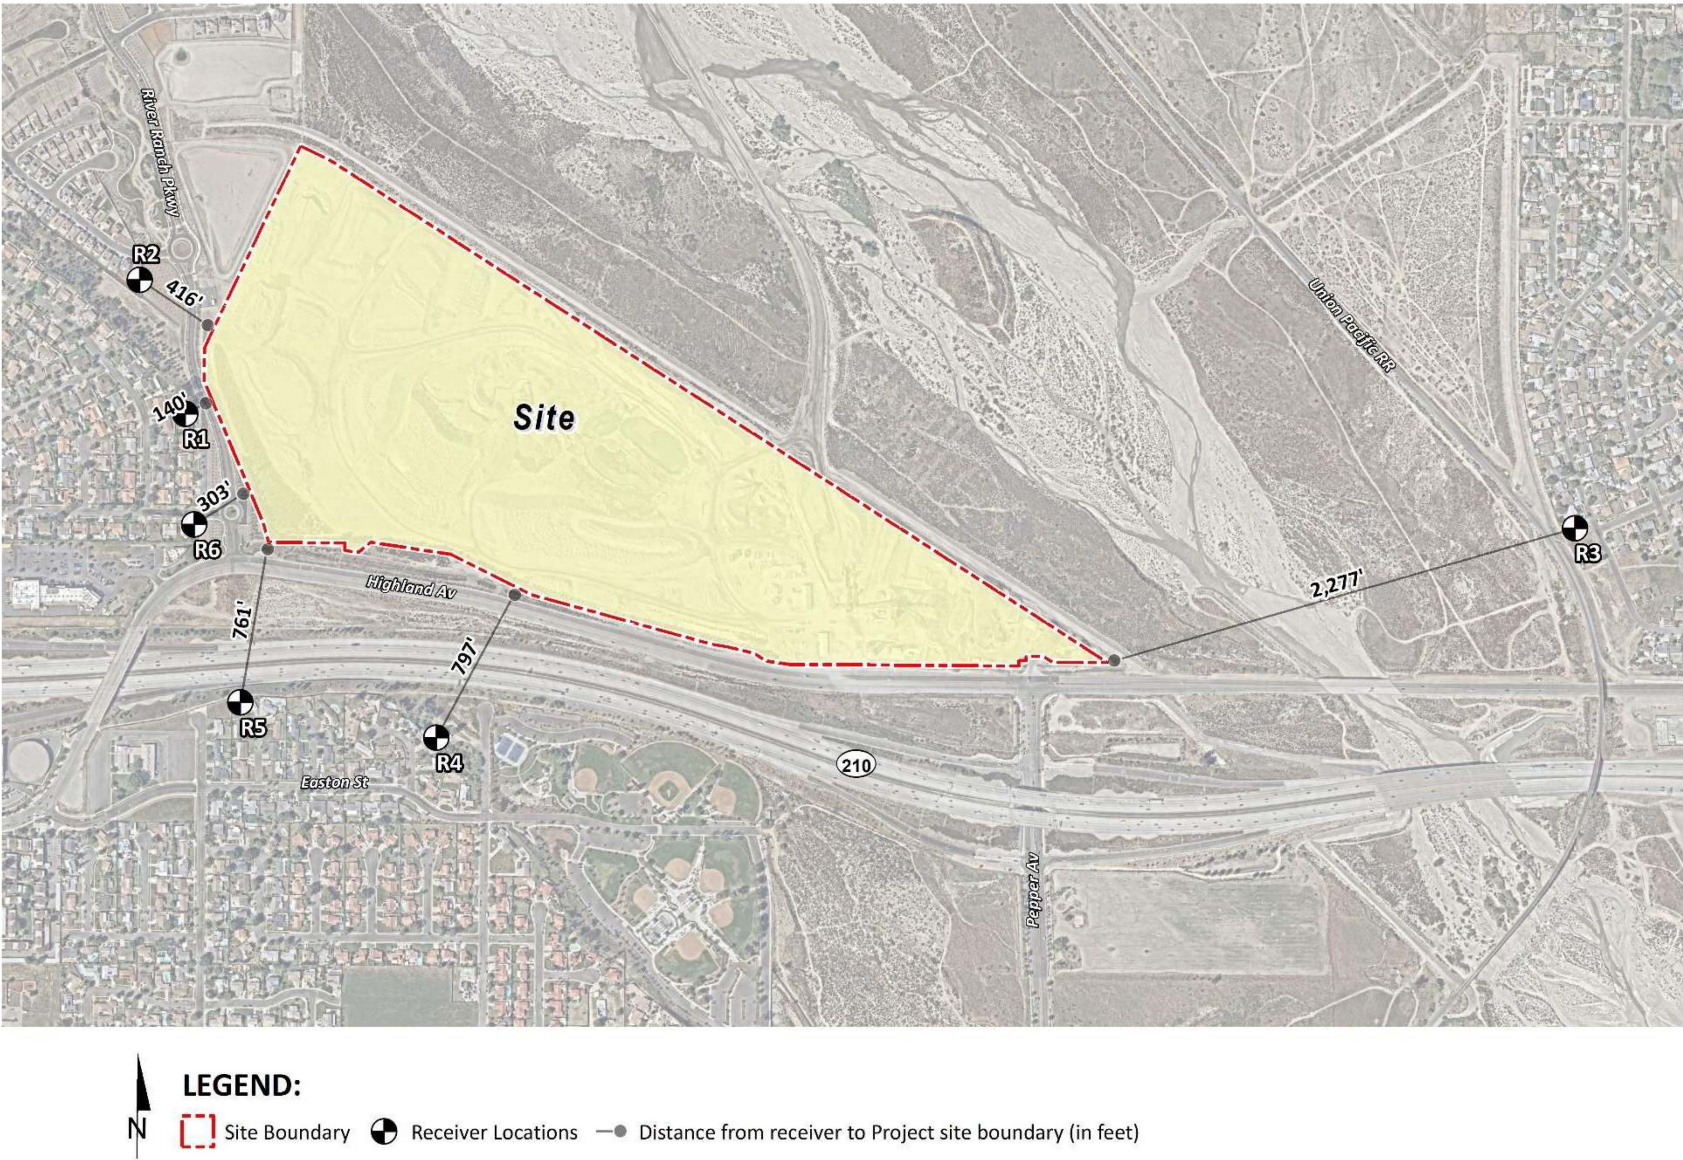 River Ranch Pkwy
R2
416'
Union Pacific RR
140'
R1
Site
303'
R6
R3
2,277'
Highland Av
761'
797'
R5
R4
210
Easton St
Pepper Av
N
LEGEND:
Site Boundary
Receiver Locations
Distance from receiver to Project site boundary (in feet)